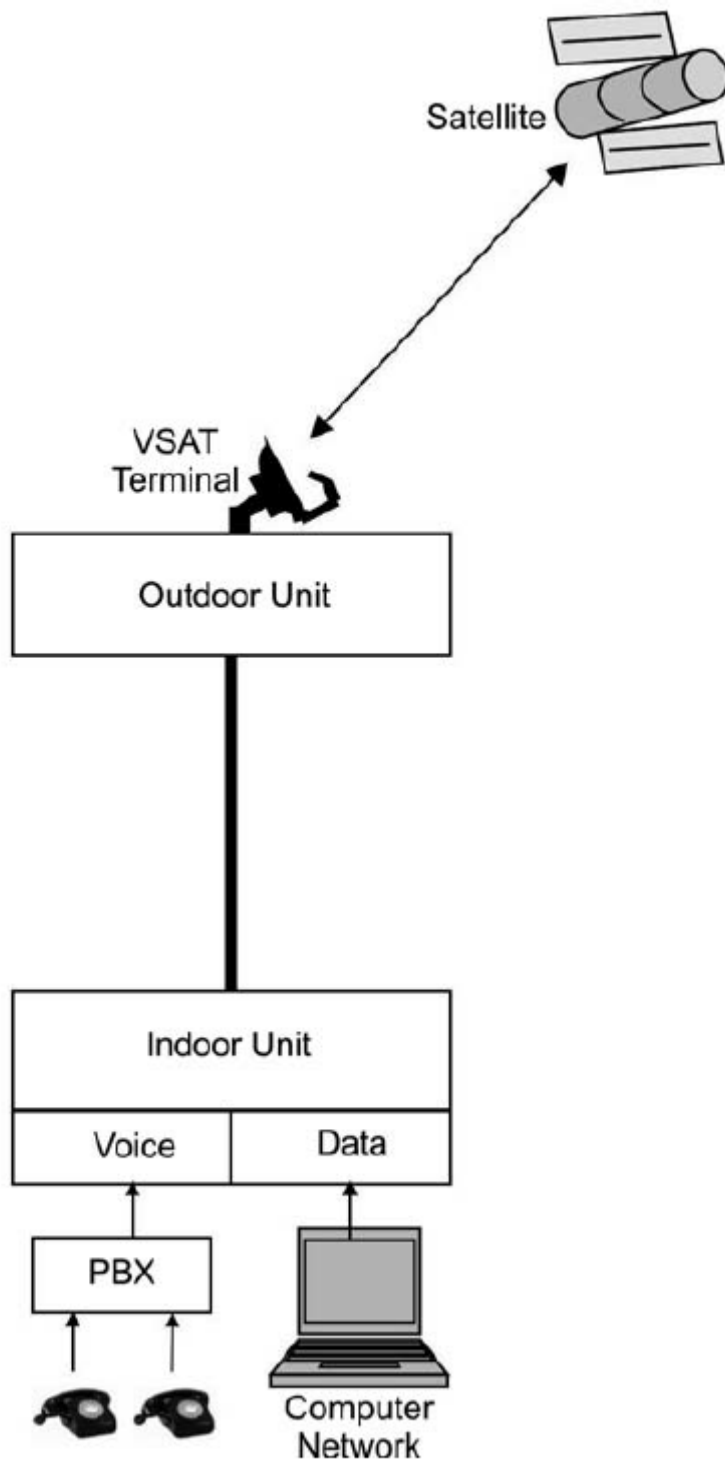 Satellite
VSAT
Terminal
Outdoor Unit
Indoor Unit
Voice
Data
PBX
Computer
Network